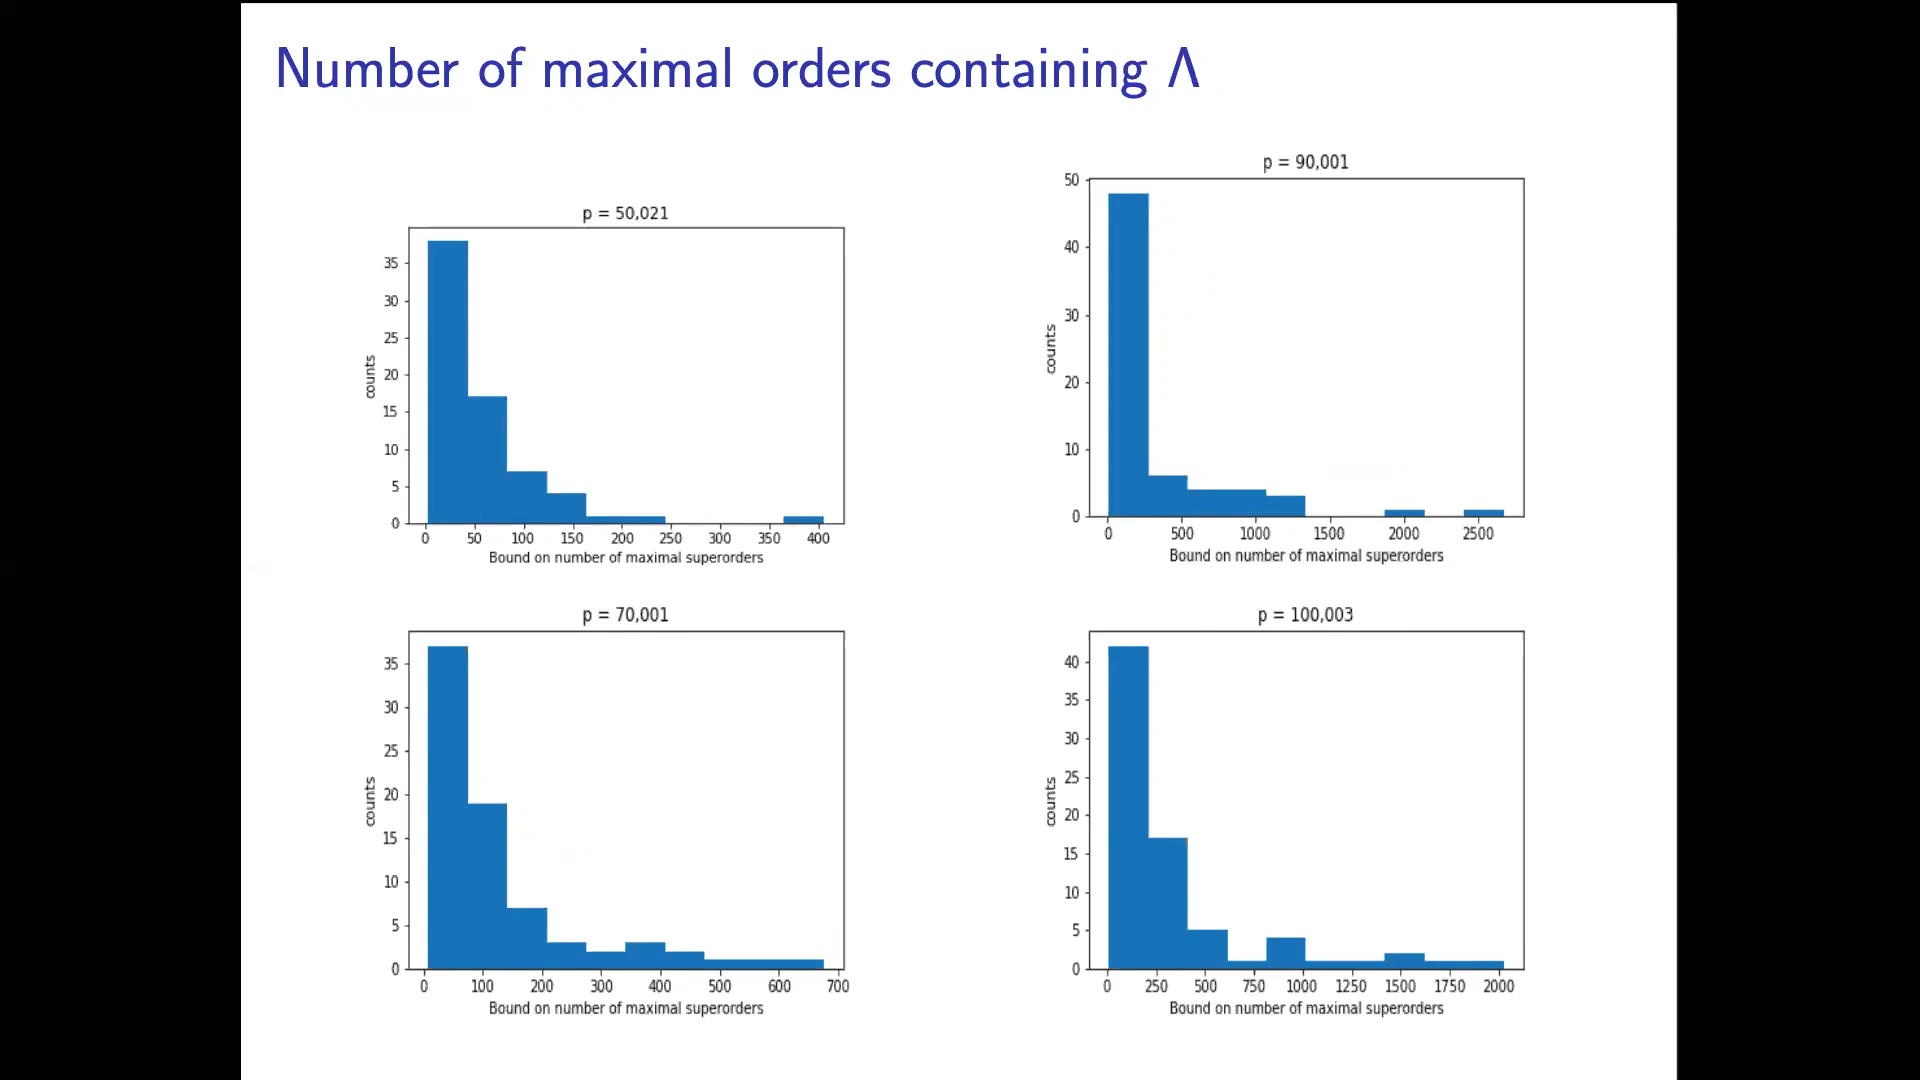 Number of maximal orders containing Λ
p = 50,021
35
30
25
20
15
10
5
0
counts
0 50 100 150 200 250 300 350 400
Bound on number of maximal superorders
p = 90,001
50
40
30
20
10
0
counts
0 500 1000 1500 2000 2500
Bound on number of maximal superorders
p = 70,001
35
30
25
20
15
10
5
0
counts
0 100 200 300 400 500 600 700
Bound on number of maximal superorders
p = 100,003
40
35
30
25
20
15
10
5
0
counts
0 250 500 750 1000 1250 1500 1750 2000
Bound on number of maximal superorders